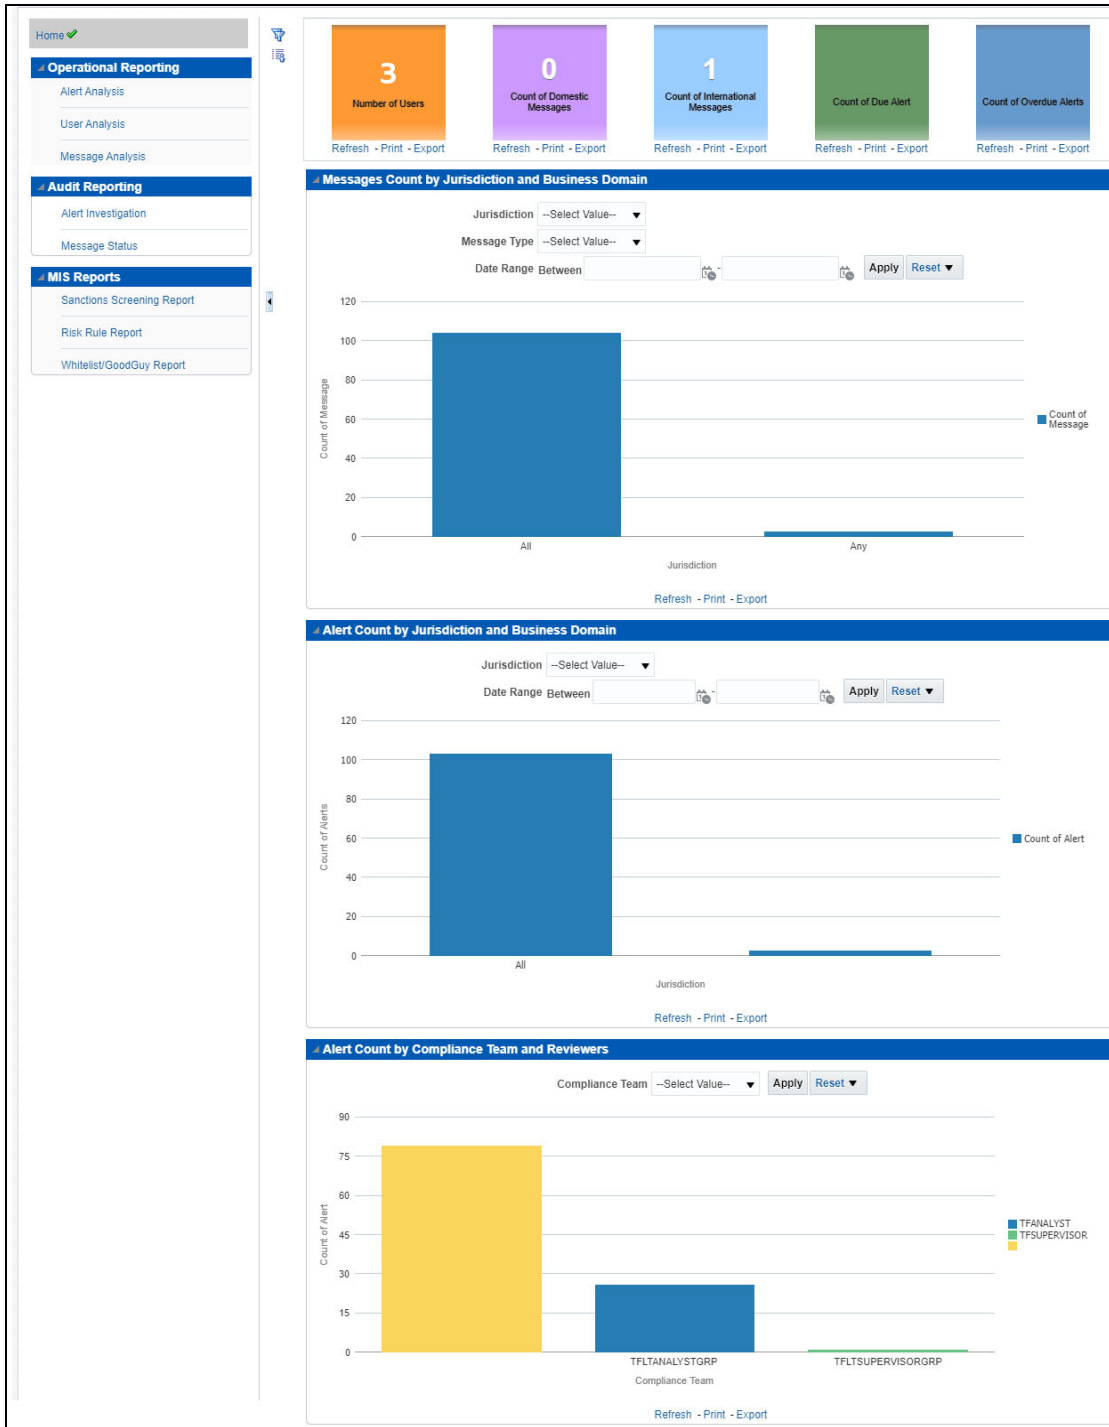 Home
Operational Reporting
Alert Analysis
User Analysis
Message Analysis
Audit Reporting
Alert Investigation
Message Status
MIS Reports
Sanctions Screening Report
Risk Rule Report
Whitelist/GoodGuy Report
3
Number of Users
Refresh - Print - Export
0
Count of Domestic
Messages
Refresh - Print - Export
1
Count of International
Messages
Refresh - Print - Export
Count of Due Alert
Refresh - Print - Export
Count of Overdue Alerts
Refresh - Print - Export
Messages Count by Jurisdiction and Business Domain
Jurisdiction --Select Value--
Message Type --Select Value--
Date Range Between - Apply Reset
120
100
80
60
40
20
0
Count of Message
All
Any
Jurisdiction
Count of
Message
Refresh - Print - Export
Alert Count by Jurisdiction and Business Domain
Jurisdiction --Select Value--
Date Range Between - Apply Reset
120
100
80
60
40
20
0
Count of Alerts
All
Jurisdiction
Count of Alert
Refresh - Print - Export
Alert Count by Compliance Team and Reviewers
Compliance Team --Select Value-- Apply Reset
90
75
60
45
30
15
0
Count of Alert
TFLTANALYSTGRP
TFLTSUPERVISORGRP
Compliance Team
TFANALYST
TFSUPERVISOR
Refresh - Print - Export